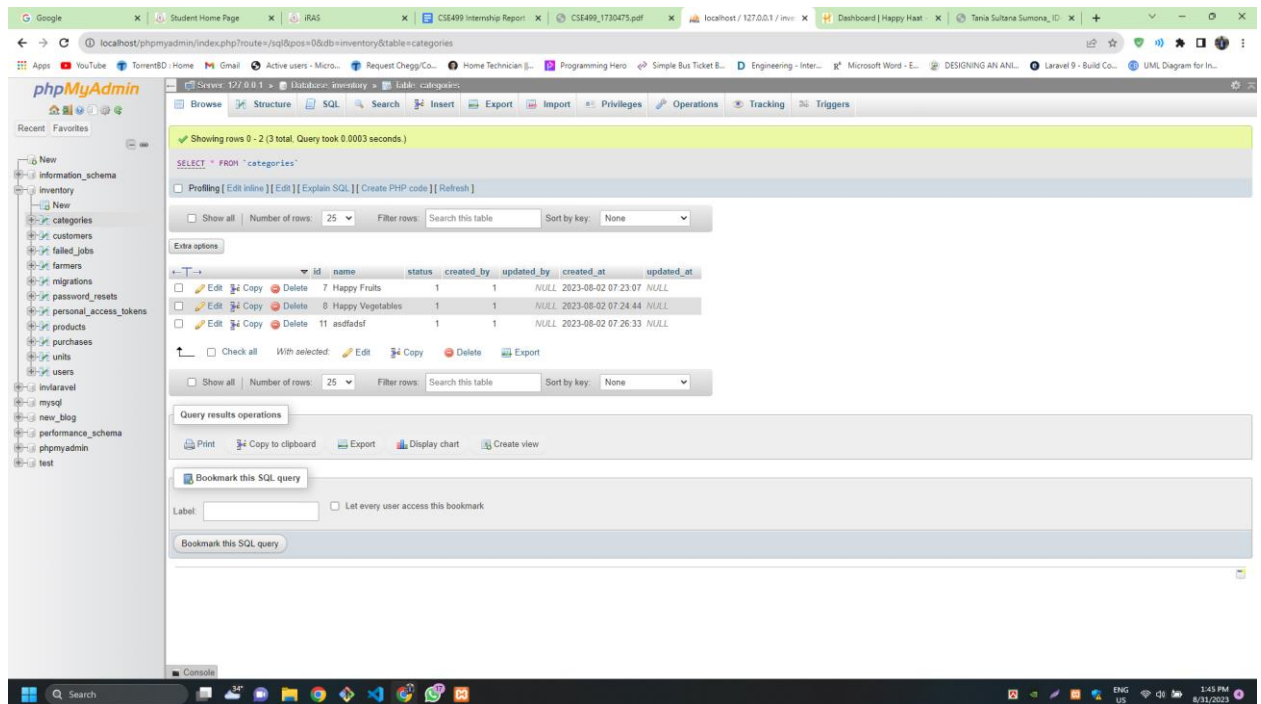 Google
Student Home Page
iRAS
CSE499 Internship Report
CSE499_1730475.pdf
localhost / 127.0.0.1 / inve
Dashboard | Happy Haat -
Tania Sultana Sumona_ID
localhost/phpmyadmin/index.php?route=/sql&pos=0&db=inventory&table=categories
Apps
YouTube
TorrentBD : Home
Gmail
Active users - Micro...
Request Chegg/Co...
Home Technician ||...
Programming Hero
Simple Bus Ticket B...
Engineering - Inter...
Microsoft Word - E...
DESIGNING AN ANI...
Laravel 9 - Build Co...
UML Diagram for In...
phpMyAdmin
Recent Favorites
New
information_schema
inventory
New
categories
customers
failed_jobs
farmers
migrations
password_resets
personal_access_tokens
products
purchases
units
users
invlaravel
mysql
new_blog
performance_schema
phpmyadmin
test
Server: 127.0.0.1 » Database: inventory » Table: categories
Browse Structure SQL Search Insert Export Import Privileges Operations Tracking Triggers
Showing rows 0 - 2 (3 total, Query took 0.0003 seconds.)
SELECT * FROM `categories`
Profiling [ Edit inline ] [ Edit ] [ Explain SQL ] [ Create PHP code ] [ Refresh ]
Show all | Number of rows: 25 Filter rows: Search this table Sort by key: None
Extra options
←T→ id name status created_by updated_by created_at updated_at
Edit Copy Delete 7 Happy Fruits 1 1 NULL 2023-08-02 07:23:07 NULL
Edit Copy Delete 8 Happy Vegetables 1 1 NULL 2023-08-02 07:24:44 NULL
Edit Copy Delete 11 asdfadsf 1 1 NULL 2023-08-02 07:26:33 NULL
Check all With selected: Edit Copy Delete Export
Show all | Number of rows: 25 Filter rows: Search this table Sort by key: None
Query results operations
Print Copy to clipboard Export Display chart Create view
Bookmark this SQL query
Label: Let every user access this bookmark
Bookmark this SQL query
Console
Search
34°
ENG
US
1:45 PM
8/31/2023